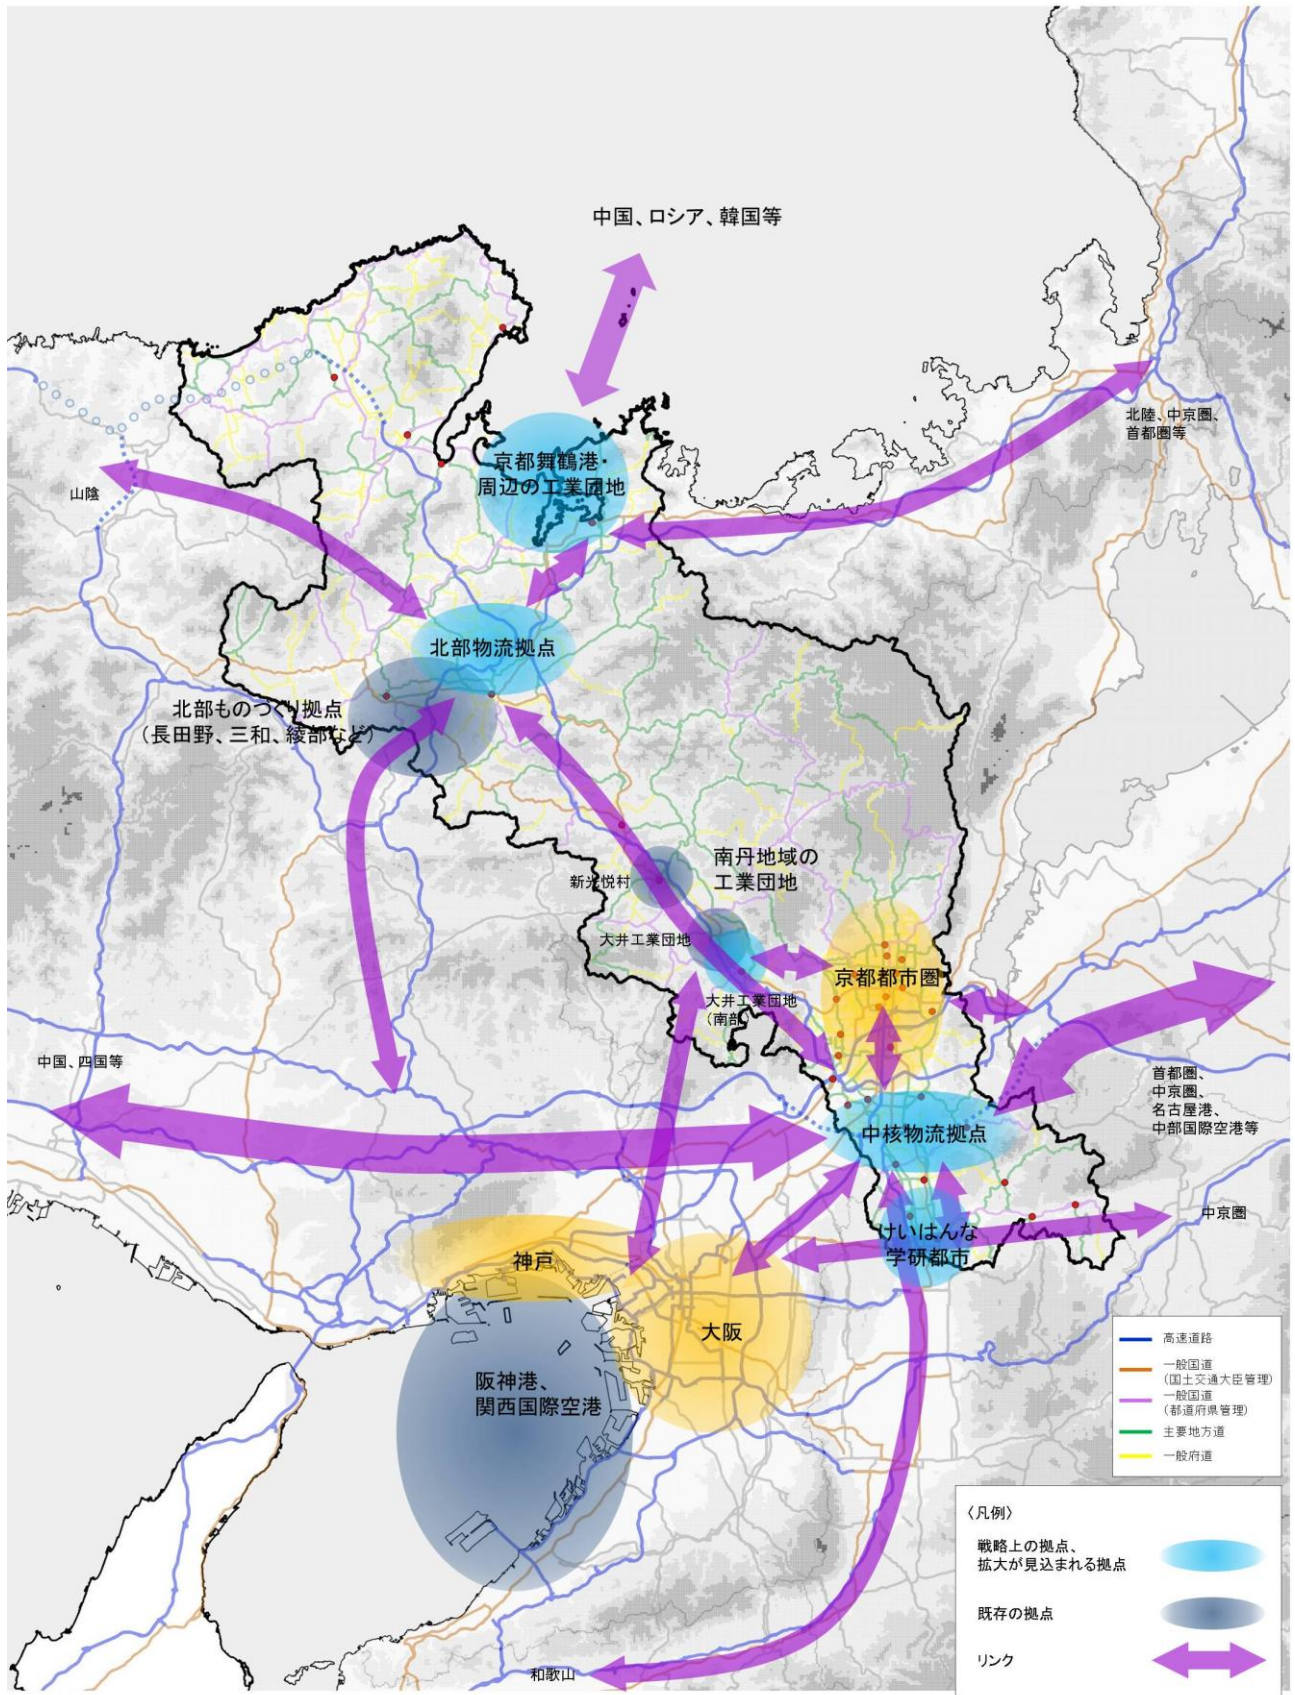 中国、ロシア、韓国等
北陸、中京圏、
首都圏等
京都舞鶴港・
周辺の工業団地
山陰
北部物流拠点
北部ものづくり拠点
(長田野、三和、綾部など)
南丹地域の
工業団地
新光悦村
大井工業団地
京都都市圏
大井工業団地
(南部)
中国、四国等
首都圏、
中京圏、
名古屋港、
中部国際空港等
中核物流拠点
中京圏
けいはんな
学研都市
神戸
大阪
阪神港、
関西国際空港
和歌山
高速道路
一般国道
(国土交通大臣管理)
一般国道
(都道府県管理)
主要地方道
一般府道
〈凡例〉
戦略上の拠点、
拡大が見込まれる拠点
既存の拠点
リンク